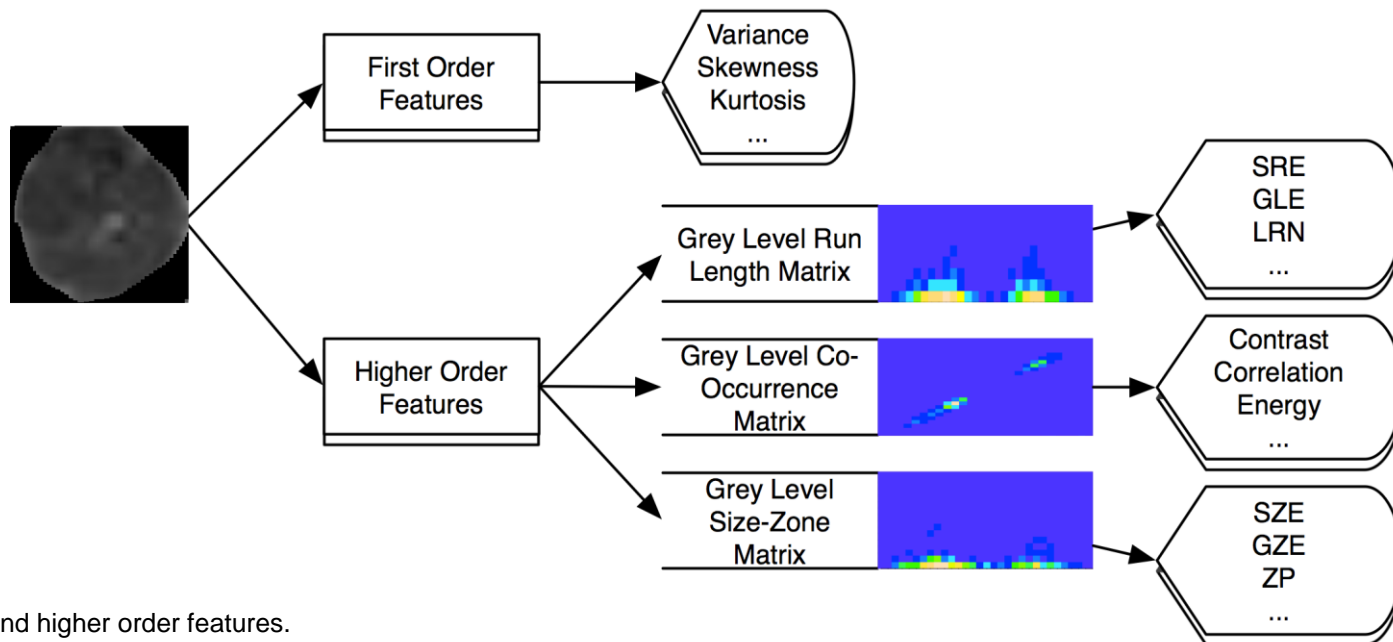 First Order
Features
Variance
Skewness
Kurtosis
...
Higher Order
Features
Grey Level Run
Length Matrix
SRE
GLE
LRN
...
Grey Level Co-
Occurrence
Matrix
Contrast
Correlation
Energy
...
Grey Level
Size-Zone
Matrix
SZE
GZE
ZP
...
nd higher order features.